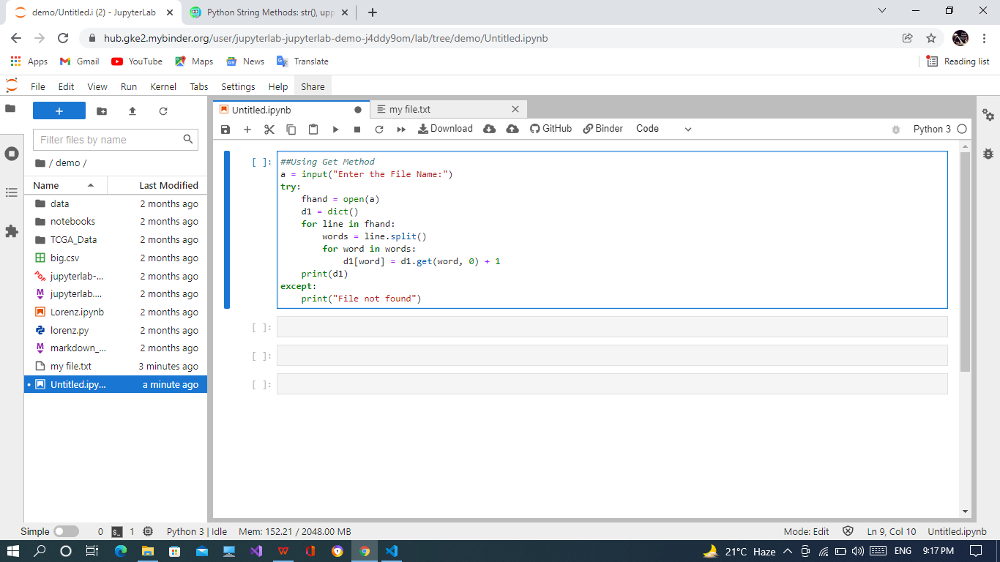 demo/Untitled.i (2) - JupyterLab
Python String Methods: str(), upp
hub.gke2.mybinder.org/user/jupyterlab-jupyterlab-demo-j4ddy9om/lab/tree/demo/Untitled.ipynb
Apps Gmail YouTube Maps News Translate Reading list
File Edit View Run Kernel Tabs Settings Help Share
Untitled.ipynb my file.txt
Download GitHub Binder Code Python 3
Filter files by name
/ demo /
Name Last Modified
data 2 months ago
notebooks 2 months ago
TCGA_Data 2 months ago
big.csv 2 months ago
jupyterlab-... 2 months ago
jupyterlab.... 2 months ago
Lorenz.ipynb 2 months ago
lorenz.py 2 months ago
markdown_... 2 months ago
my file.txt 3 minutes ago
Untitled.ipy... a minute ago
[ ]: ##Using Get Method
a = input("Enter the File Name:")
try:
    fhand = open(a)
    d1 = dict()
    for line in fhand:
        words = line.split()
        for word in words:
            d1[word] = d1.get(word, 0) + 1
    print(d1)
except:
    print("File not found")
[ ]:
[ ]:
[ ]:
Simple 0 $_ 1 Python 3 | Idle Mem: 152.21 / 2048.00 MB Mode: Edit Ln 9, Col 10 Untitled.ipynb
21°C Haze ENG 9:17 PM